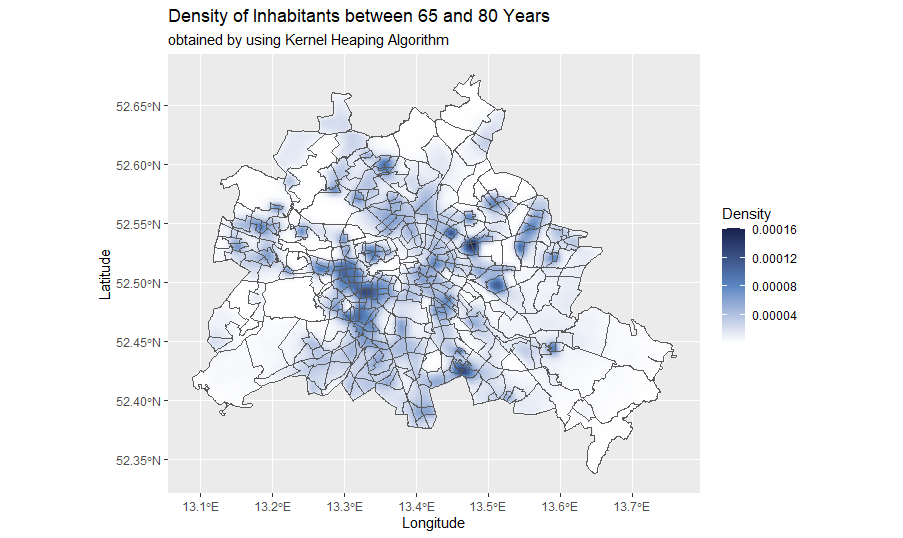 Density of Inhabitants between 65 and 80 Years
obtained by using Kernel Heaping Algorithm
52.65°N
52.60°N
52.55°N
52.50°N
52.45°N
52.40°N
52.35°N
Latitude
13.1°E 13.2°E 13.3°E 13.4°E 13.5°E 13.6°E 13.7°E
Longitude
Density
0.00016
0.00012
0.00008
0.00004